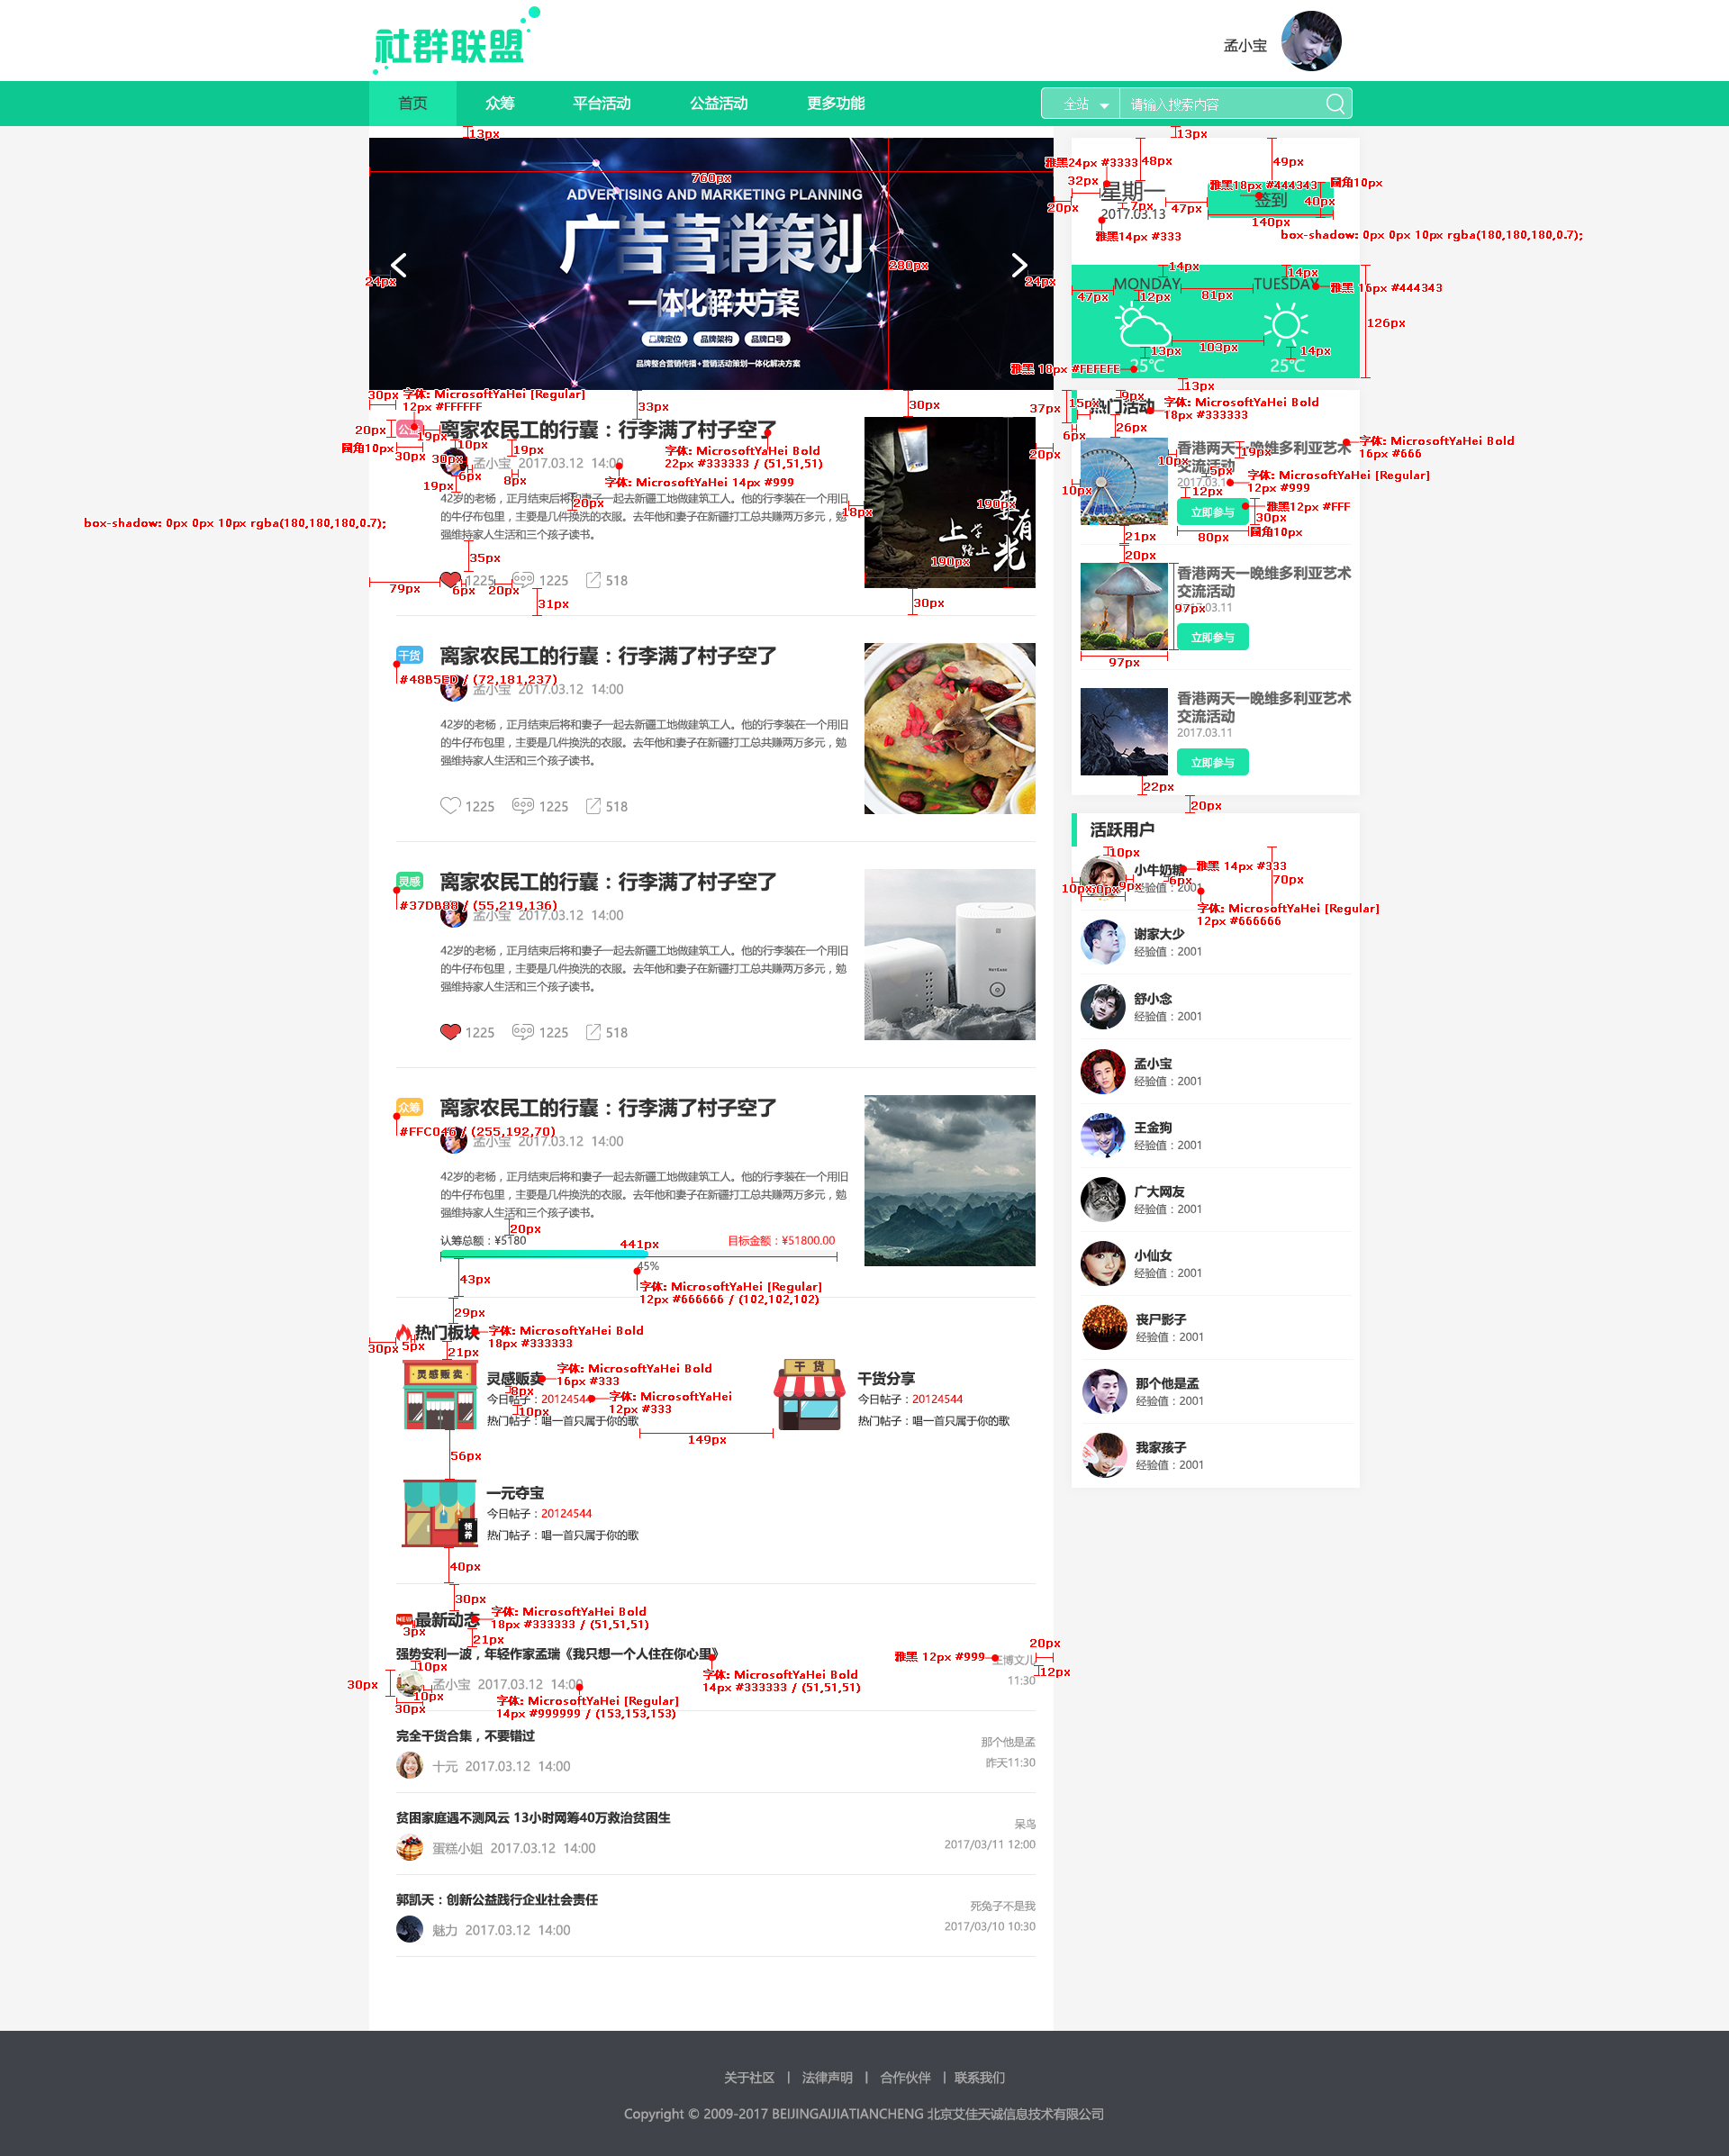 社群联盟
孟小宝
首页 众筹 平台活动 公益活动 更多功能 全站 请输入搜索内容
13px
13px
760px
ADVERTISING AND MARKETING PLANNING
广告营销策划
一体化解决方案
品牌定位 品牌架构 品牌口号
品牌整合营销传播+营销活动策划一体化解决方案
280px
24px
24px
雅黑24px #3333
48px
49px
32px
20px
星期一
7px
2017.03.13
47px
雅黑18px #444343
圆角10px
签到
40px
140px
雅黑14px #333
box-shadow: 0px 0px 10px rgba(180,180,180,0.7);
14px
14px
MONDAY
TUESDAY
雅黑 16px #444343
47px
12px
81px
126px
103px
13px
14px
25℃
25℃
雅黑 18px #FEFEFE
13px
30px
字体: MicrosoftYaHei [Regular]
12px #FFFFFF
33px
30px
20px
19px
圆角10px
30px
离家农民工的行囊：行李满了村子空了
10px
19px
字体: MicrosoftYaHei Bold
22px #333333 / (51,51,51)
30px
孟小宝 2017.03.12 14:00
6px
8px
字体: MicrosoftYaHei 14px #999
19px
20px
42岁的老杨，正月结束后将和妻子一起去新疆工地做建筑工人。他的行李装在一个用旧
的牛仔布包里，主要是几件换洗的衣服。去年他和妻子在新疆打工总共赚两万多元，勉
强维持家人生活和三个孩子读书。
box-shadow: 0px 0px 10px rgba(180,180,180,0.7);
18px
190px
190px
要有光
上学路上
20px
35px
1225 1225 518
79px
6px
20px
31px
30px
干货
离家农民工的行囊：行李满了村子空了
#48B5ED / (72,181,237)
孟小宝 2017.03.12 14:00
42岁的老杨，正月结束后将和妻子一起去新疆工地做建筑工人。他的行李装在一个用旧
的牛仔布包里，主要是几件换洗的衣服。去年他和妻子在新疆打工总共赚两万多元，勉
强维持家人生活和三个孩子读书。
1225 1225 518
灵感
离家农民工的行囊：行李满了村子空了
#37DB88 / (55,219,136)
孟小宝 2017.03.12 14:00
42岁的老杨，正月结束后将和妻子一起去新疆工地做建筑工人。他的行李装在一个用旧
的牛仔布包里，主要是几件换洗的衣服。去年他和妻子在新疆打工总共赚两万多元，勉
强维持家人生活和三个孩子读书。
1225 1225 518
众筹
离家农民工的行囊：行李满了村子空了
#FFC046 / (255,192,70)
孟小宝 2017.03.12 14:00
42岁的老杨，正月结束后将和妻子一起去新疆工地做建筑工人。他的行李装在一个用旧
的牛仔布包里，主要是几件换洗的衣服。去年他和妻子在新疆打工总共赚两万多元，勉
强维持家人生活和三个孩子读书。
20px
认筹总额：¥5180
441px
目标金额：¥51800.00
45%
43px
字体: MicrosoftYaHei [Regular]
12px #666666 / (102,102,102)
29px
热门板块
字体: MicrosoftYaHei Bold
18px #333333
30px
5px
21px
灵感贩卖
灵感贩卖
字体: MicrosoftYaHei Bold
16px #333
8px
今日帖子：20124544
字体: MicrosoftYaHei
12px #333
10px
热门帖子：唱一首只属于你的歌
149px
干货
干货分享
今日帖子：20124544
热门帖子：唱一首只属于你的歌
56px
一元夺宝
今日帖子：20124544
热门帖子：唱一首只属于你的歌
40px
30px
NEW
最新动态
字体: MicrosoftYaHei Bold
18px #333333 / (51,51,51)
3px
21px
强势安利一波，年轻作家孟瑞《我只想一个人住在你心里》
字体: MicrosoftYaHei Bold
14px #333333 / (51,51,51)
雅黑 12px #999
20px
王博文儿
12px
11:30
10px
30px
孟小宝 2017.03.12 14:00
10px
30px
字体: MicrosoftYaHei [Regular]
14px #999999 / (153,153,153)
完全干货合集，不要错过
那个他是孟
十元 2017.03.12 14:00
昨天11:30
贫困家庭遇不测风云 13小时网筹40万救治贫困生
呆鸟
蛋糕小姐 2017.03.12 14:00
2017/03/11 12:00
郭凯天：创新公益践行企业社会责任
死兔子不是我
魅力 2017.03.12 14:00
2017/03/10 10:30
37px
15px
9px
热门活动
字体: MicrosoftYaHei Bold
18px #333333
6px
26px
香港两天一晚维多利亚艺术
交流活动
字体: MicrosoftYaHei Bold
16px #666
10px
19px
5px
字体: MicrosoftYaHei [Regular]
12px #999
10px
12px
立即参与
雅黑12px #FFF
30px
圆角10px
80px
21px
20px
香港两天一晚维多利亚艺术
交流活动
2017.03.11
97px
立即参与
97px
香港两天一晚维多利亚艺术
交流活动
2017.03.11
立即参与
22px
20px
活跃用户
10px
小牛奶糖
雅黑 14px #333
70px
10px
50px
9px
6px
经验值：2001
字体: MicrosoftYaHei [Regular]
12px #666666
谢家大少
经验值：2001
舒小念
经验值：2001
孟小宝
经验值：2001
王金狗
经验值：2001
广大网友
经验值：2001
小仙女
经验值：2001
丧尸影子
经验值：2001
那个他是孟
经验值：2001
我家孩子
经验值：2001
关于社区 | 法律声明 | 合作伙伴 | 联系我们
Copyright © 2009-2017 BEIJINGAIJIATIANCHENG 北京艾佳天诚信息技术有限公司